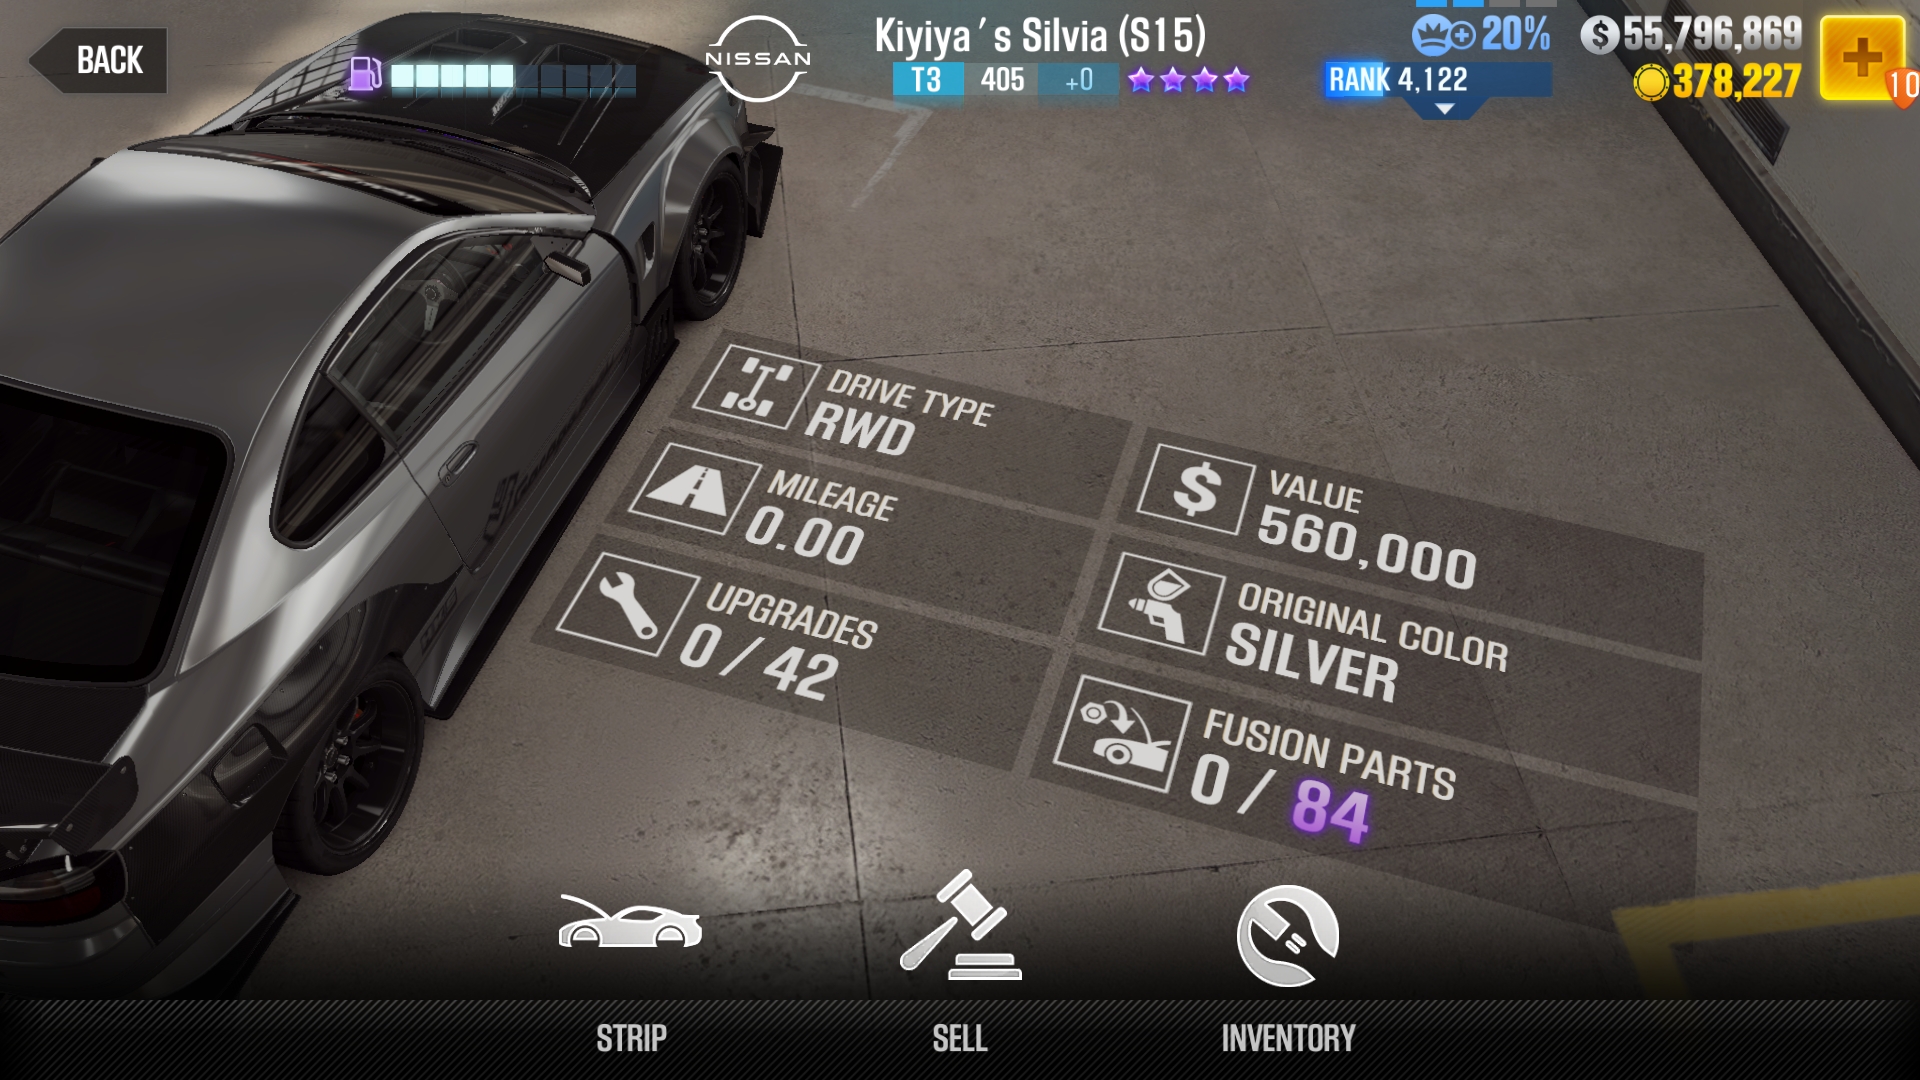 BACK
NISSAN
Kiyiya's Silvia (S15)
T3 405 +0
20%
RANK 4,122
$55,796,869
378,227
10
DRIVE TYPE
RWD
MILEAGE
0.00
UPGRADES
0/42
$ VALUE
560,000
ORIGINAL COLOR
SILVER
FUSION PARTS
0/84
STRIP
SELL
INVENTORY